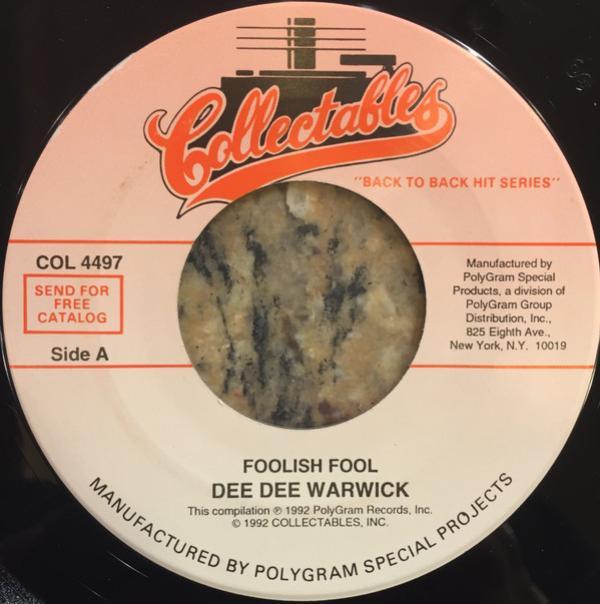 Collectables
"BACK TO BACK HIT SERIES"
COL 4497
SEND FOR
FREE
CATALOG
Side A
Manufactured by
PolyGram Special
Products, a division of
PolyGram Group
Distribution, Inc.,
825 Eighth Ave.,
New York, N.Y. 10019
FOOLISH FOOL
DEE DEE WARWICK
This compilation ℗ 1992 PolyGram Records, Inc.
© 1992 COLLECTABLES, INC.
MANUFACTURED BY POLYGRAM SPECIAL PROJECTS